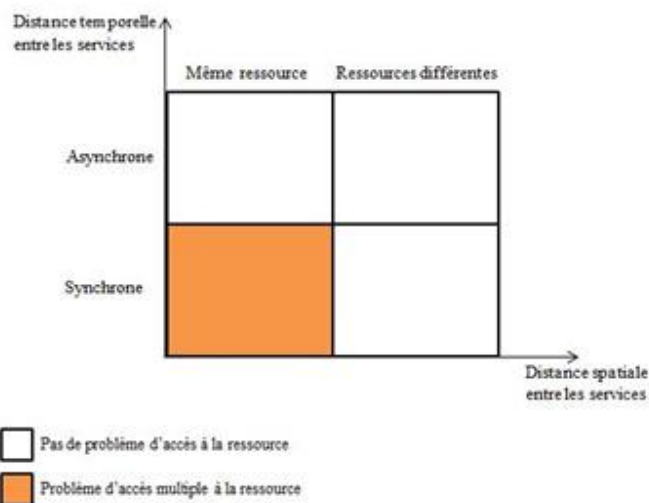 Distance temporelle
entre les services
Même ressource Ressources différentes
Asynchrone
Synchrone
Distance spatiale
entre les services
Pas de problème d'accès à la ressource
Problème d'accès multiple à la ressource